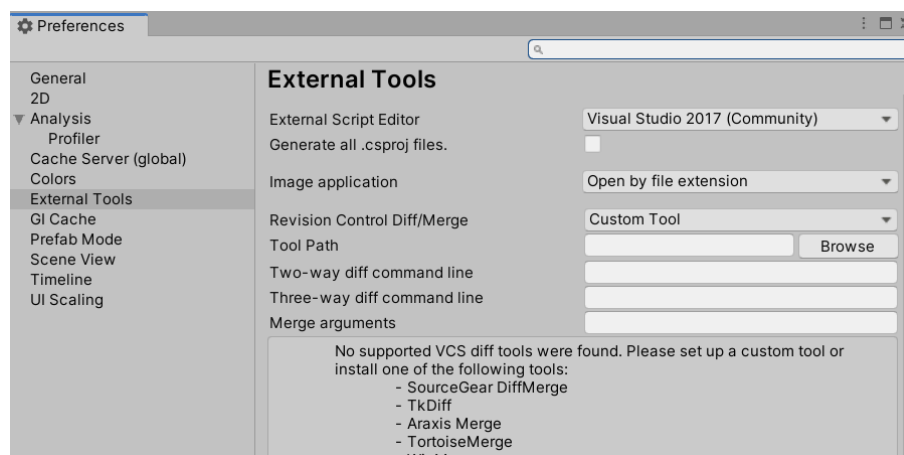 Preferences
General
2D
Analysis
Profiler
Cache Server (global)
Colors
External Tools
GI Cache
Prefab Mode
Scene View
Timeline
UI Scaling
External Tools
External Script Editor Visual Studio 2017 (Community)
Generate all .csproj files.
Image application Open by file extension
Revision Control Diff/Merge Custom Tool
Tool Path Browse
Two-way diff command line
Three-way diff command line
Merge arguments
No supported VCS diff tools were found. Please set up a custom tool or
install one of the following tools:
- SourceGear DiffMerge
- TkDiff
- Araxis Merge
- TortoiseMerge